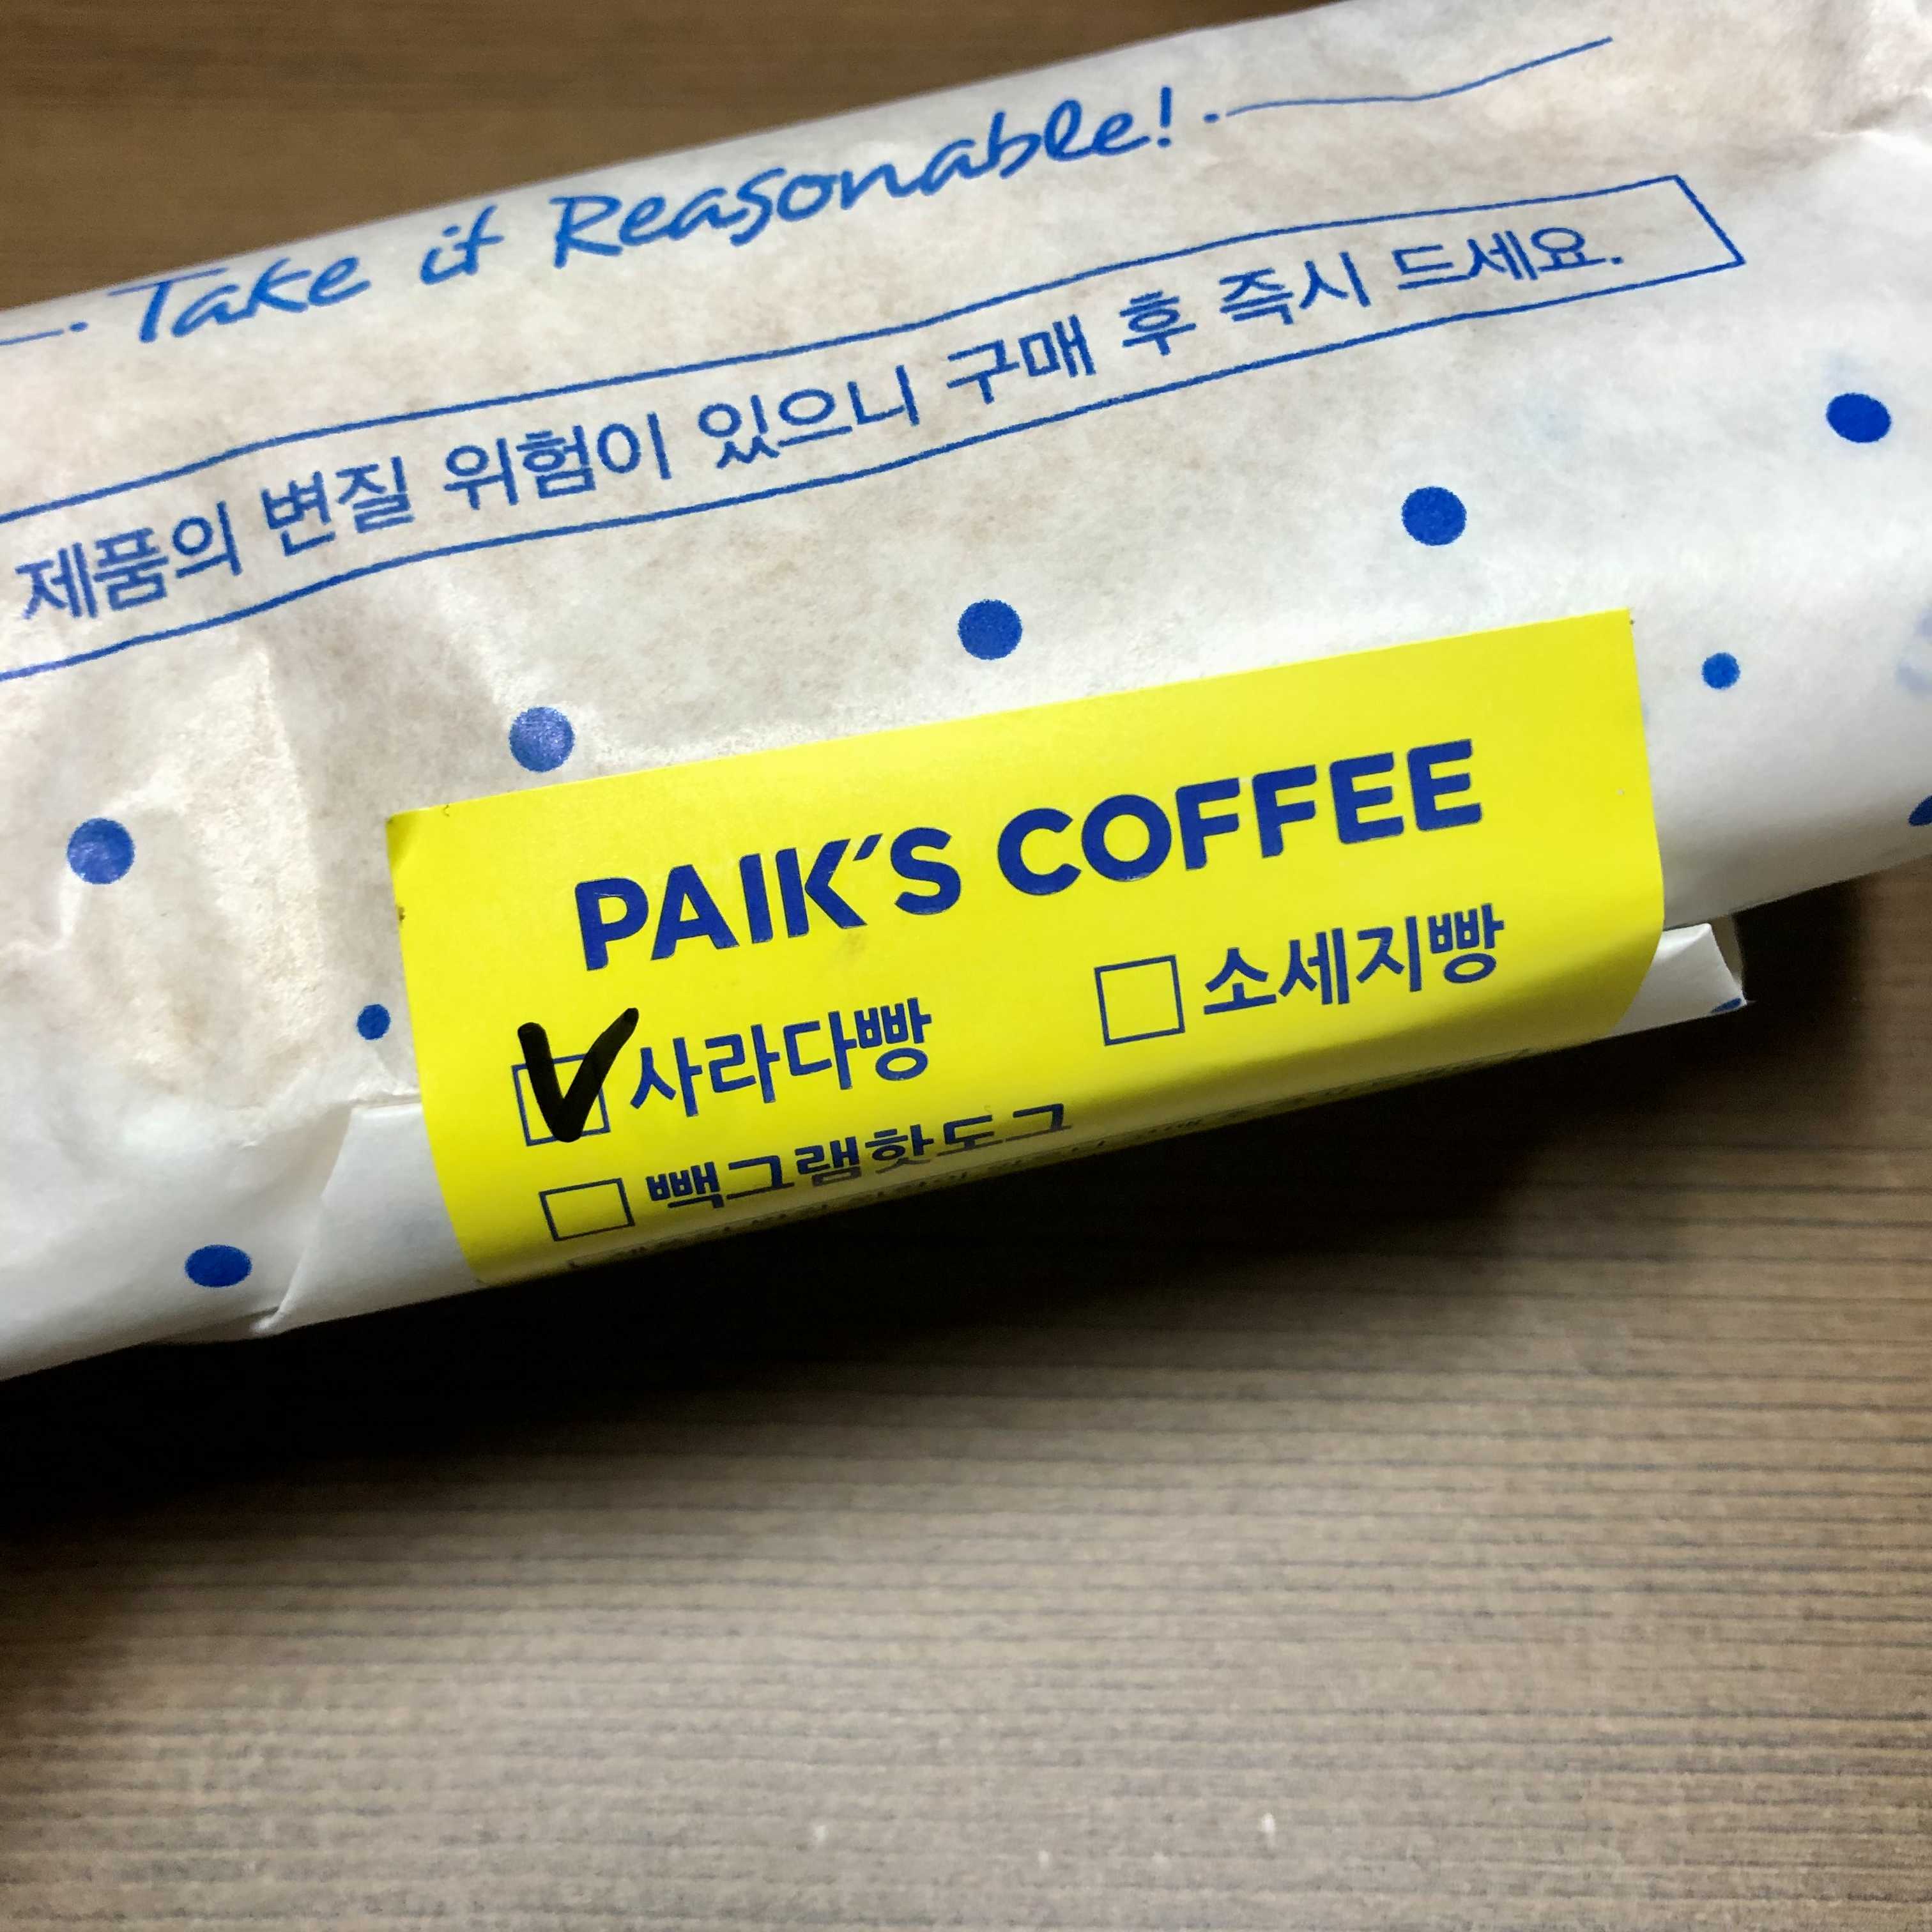 Take it Reasonable!
제품의 변질 위험이 있으니 구매 후 즉시 드세요.
PAIK'S COFFEE
사라다빵 소세지빵
빽그램핫도그